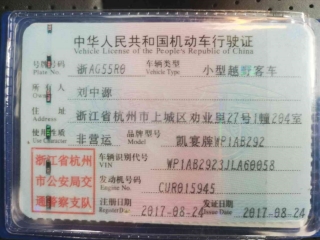 中华人民共和国机动车行驶证
Vehicle License of the People's Republic of China
号牌号码 浙AG55R8 车辆类型 小型越野客车
Plate No. Vehicle Type
所有人 刘中源
Owner
住址 浙江省杭州市上城区劝业里27号1幢204室
Address
使用性质 非营运 品牌型号 凯宴牌WP1ABZ92
Use Character Model
浙江省杭州
市公安局交
通警察支队
车辆识别代号 WP1ABZ923JLA60058
VIN
发动机号码 CUR015945
Engine No.
注册日期 2017-08-24 发证日期 2017-08-24
Register Date Issue Date